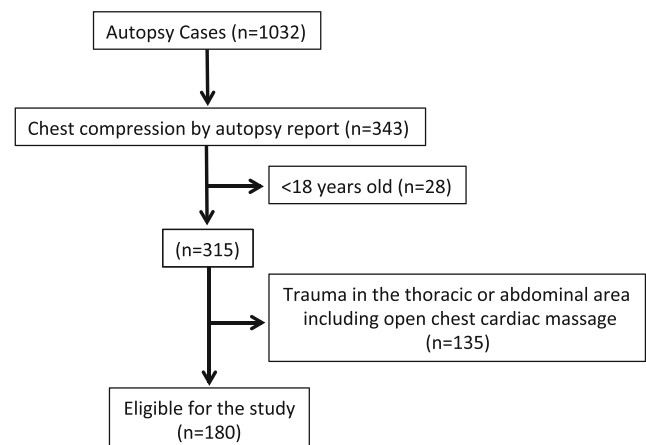 Autopsy Cases (n=1032)
Chest compression by autopsy report (n=343)
<18 years old (n=28)
(n=315)
Trauma in the thoracic or abdominal area
including open chest cardiac massage
(n=135)
Eligible for the study
(n=180)